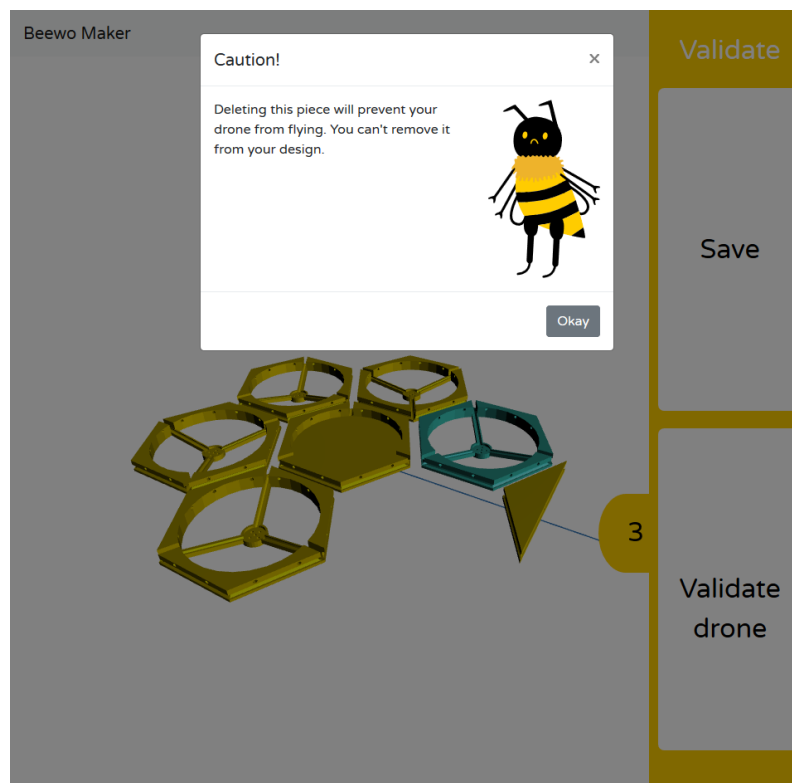 Beewo Maker
Caution!
×
Deleting this piece will prevent your
drone from flying. You can't remove it
from your design.
Okay
Validate
Save
3
Validate
drone